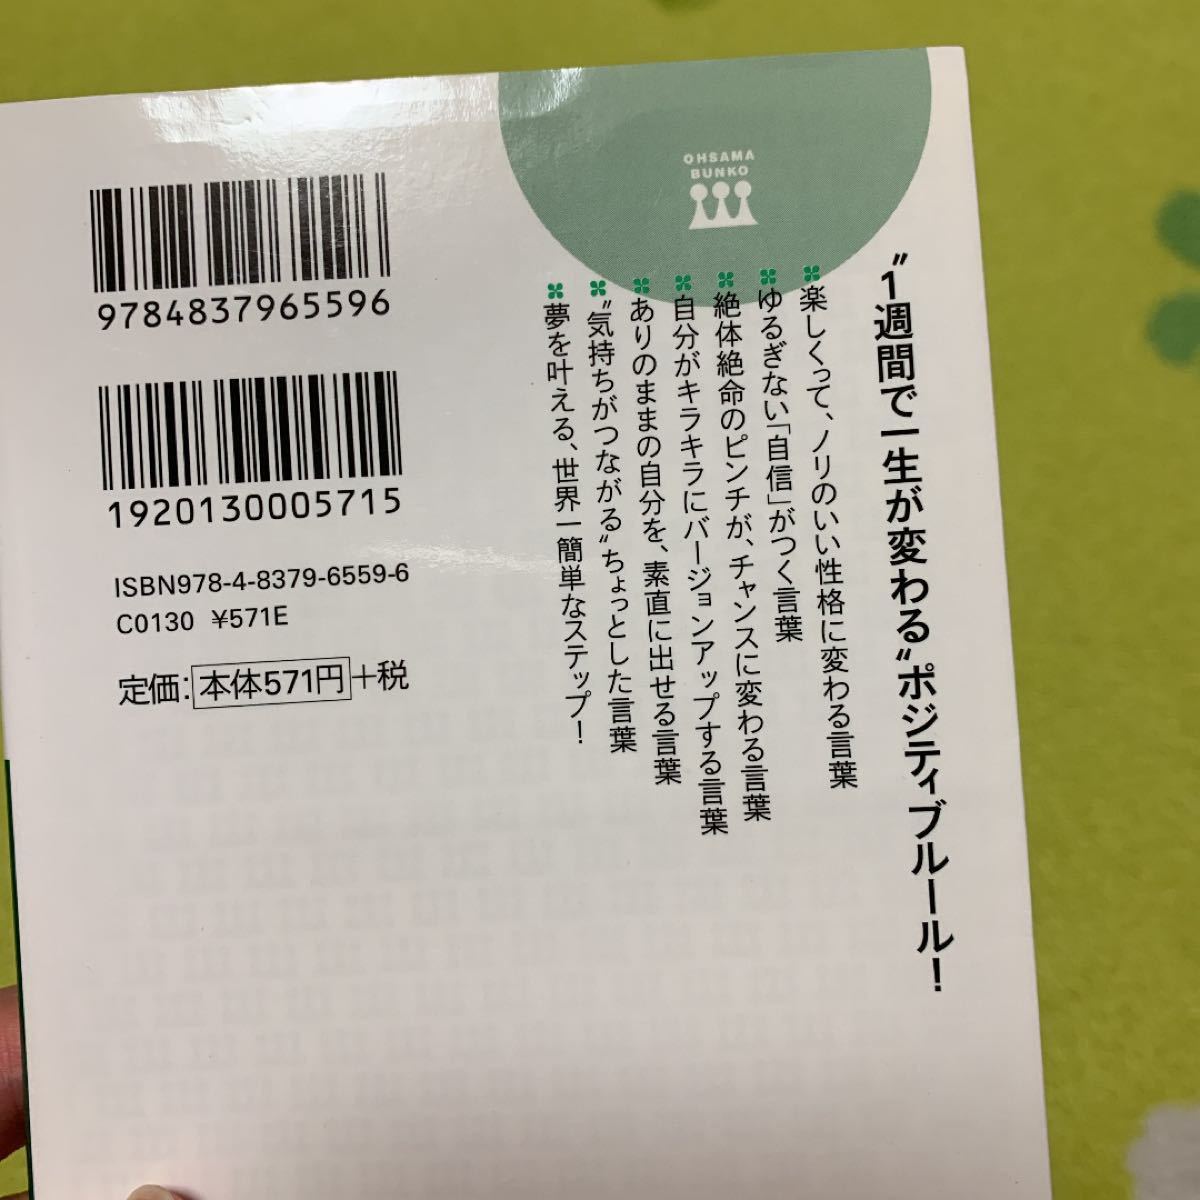 OHSAMA
BUNKO
〝1週間で一生が変わる〟ポジティブルール！
楽しくって、ノリのいい性格に変わる言葉
ゆるぎない「自信」がつく言葉
絶体絶命のピンチが、チャンスに変わる言葉
自分がキラキラにバージョンアップする言葉
ありのままの自分を、素直に出せる言葉
〝気持ちがつながる〟ちょっとした言葉
夢を叶える、世界一簡単なステップ！
9784837965596
1920130005715
ISBN978-4-8379-6559-6
C0130 ¥571E
定価：本体571円＋税